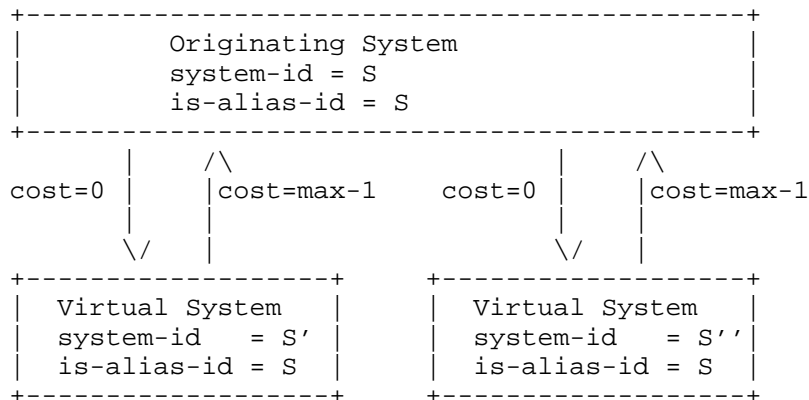 Originating System
system-id = S
is-alias-id = S
cost=0 cost=max-1 cost=0 cost=max-1
Virtual System Virtual System
system-id = S' system-id = S''
is-alias-id = S is-alias-id = S